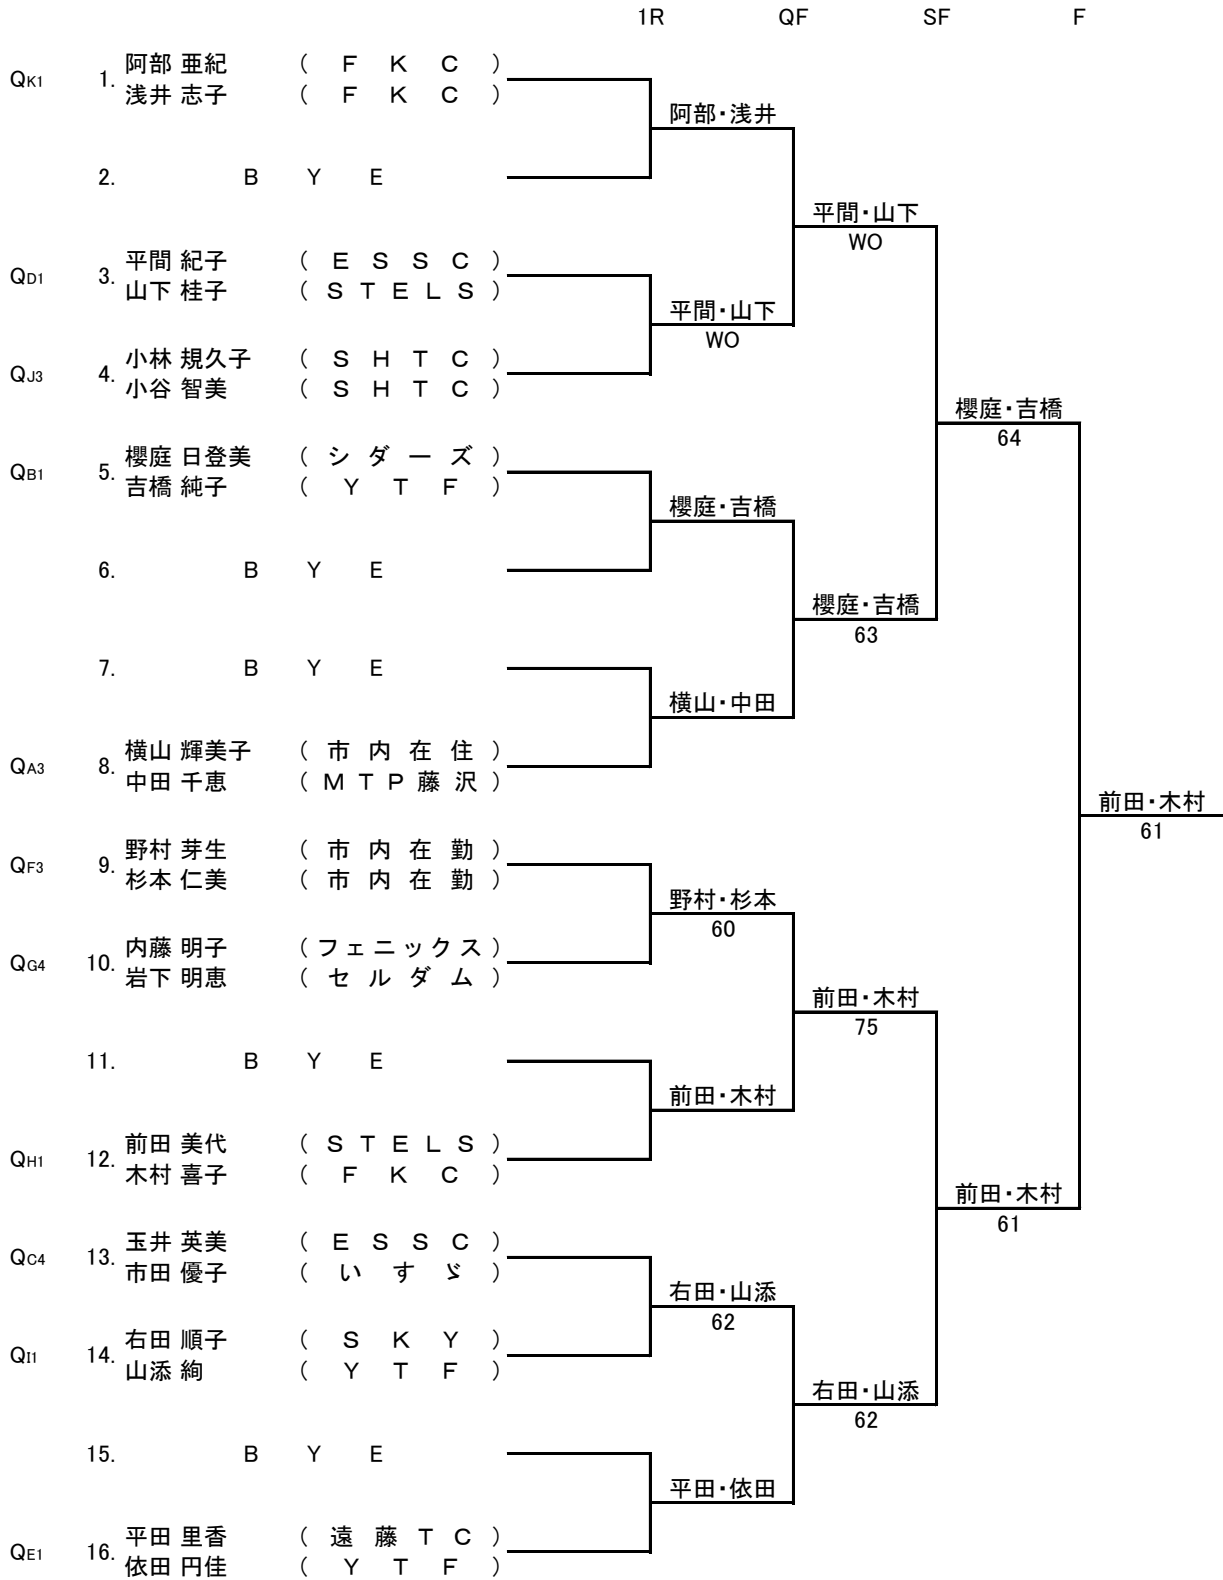 1R QF SF F
QK1 1. 阿部 亜紀 ( F K C )
浅井 志子 ( F K C )
阿部・浅井
2. B Y E
平間・山下
WO
QD1 3. 平間 紀子 ( E S S C )
山下 桂子 ( S T E L S )
平間・山下
WO
QJ3 4. 小林 規久子 ( S H T C )
小谷 智美 ( S H T C )
櫻庭・吉橋
64
QB1 5. 櫻庭 日登美 ( シ ダ ー ズ )
吉橋 純子 ( Y T F )
櫻庭・吉橋
6. B Y E
櫻庭・吉橋
63
7. B Y E
横山・中田
QA3 8. 横山 輝美子 ( 市 内 在 住 )
中田 千恵 ( M T P 藤 沢 )
前田・木村
61
QF3 9. 野村 芽生 ( 市 内 在 勤 )
杉本 仁美 ( 市 内 在 勤 )
野村・杉本
60
QG4 10. 内藤 明子 ( フ ェ ニ ッ ク ス )
岩下 明恵 ( セ ル ダ ム )
前田・木村
75
11. B Y E
前田・木村
QH1 12. 前田 美代 ( S T E L S )
木村 喜子 ( F K C )
前田・木村
61
QC4 13. 玉井 英美 ( E S S C )
市田 優子 ( い す ゞ )
右田・山添
62
QI1 14. 右田 順子 ( S K Y )
山添 絢 ( Y T F )
右田・山添
62
15. B Y E
平田・依田
QE1 16. 平田 里香 ( 遠 藤 T C )
依田 円佳 ( Y T F )